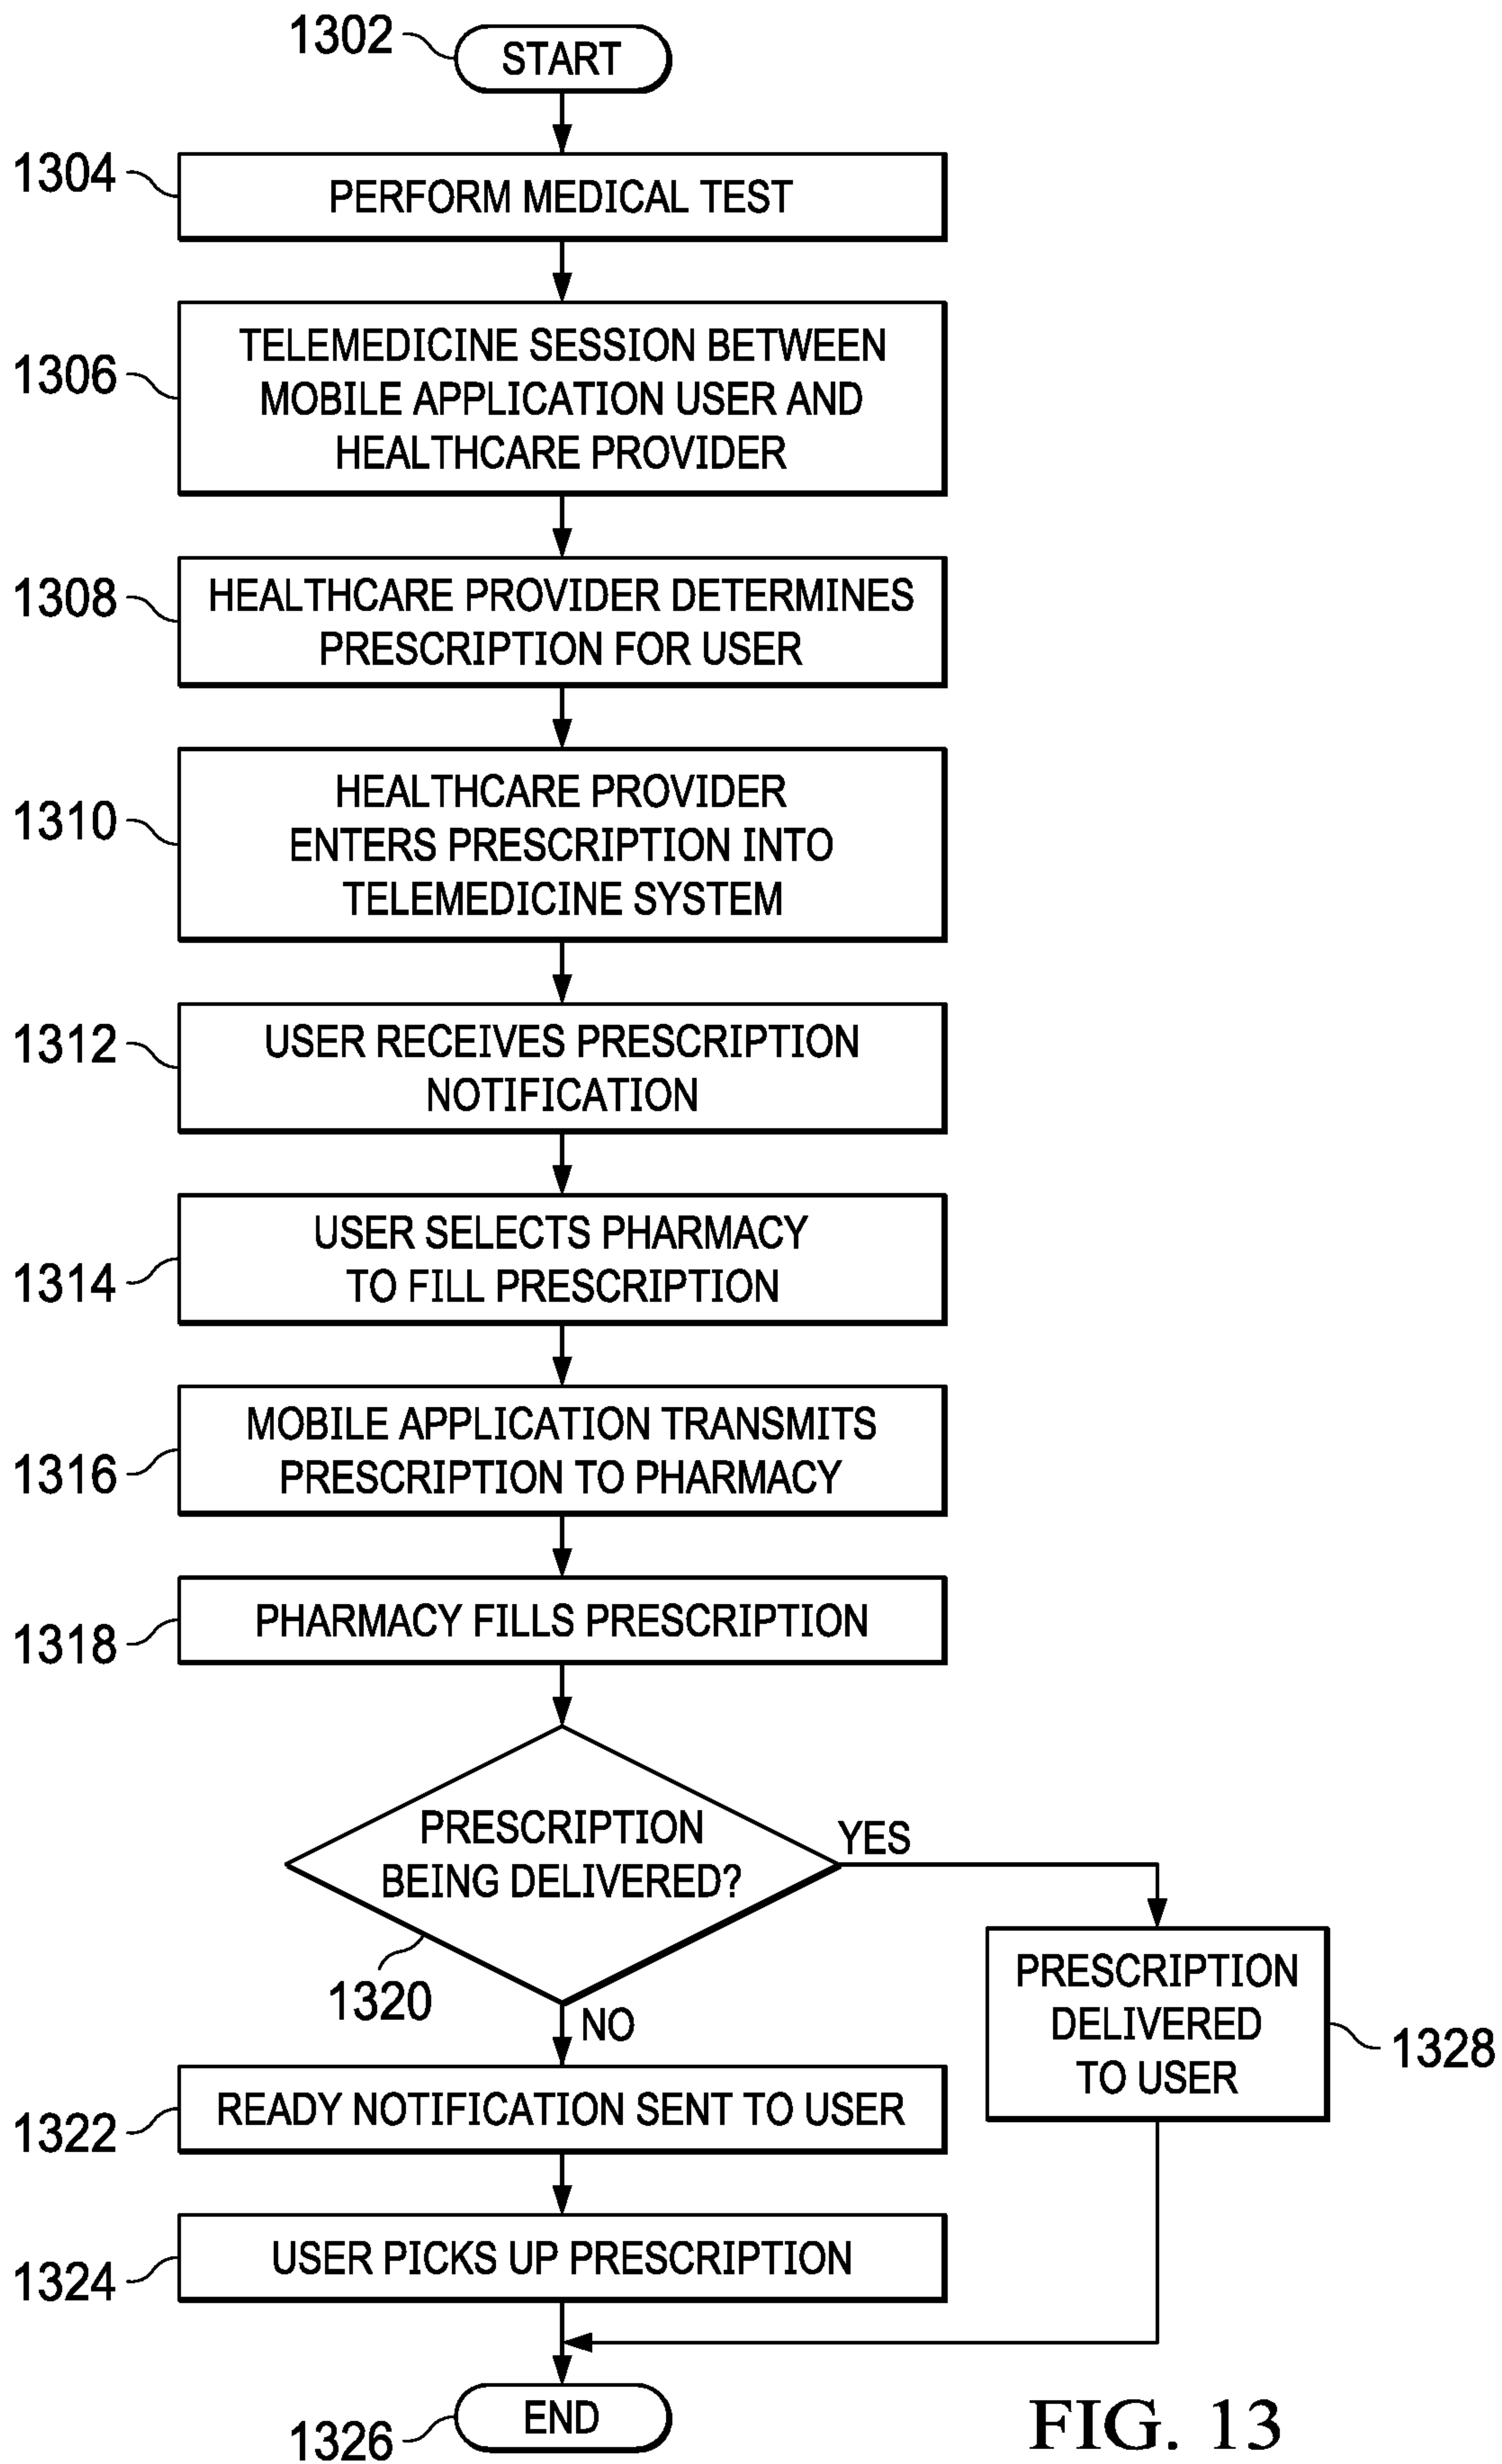 1302
START
1304
PERFORM MEDICAL TEST
1306
TELEMEDICINE SESSION BETWEEN
MOBILE APPLICATION USER AND
HEALTHCARE PROVIDER
1308
HEALTHCARE PROVIDER DETERMINES
PRESCRIPTION FOR USER
1310
HEALTHCARE PROVIDER
ENTERS PRESCRIPTION INTO
TELEMEDICINE SYSTEM
1312
USER RECEIVES PRESCRIPTION
NOTIFICATION
1314
USER SELECTS PHARMACY
TO FILL PRESCRIPTION
1316
MOBILE APPLICATION TRANSMITS
PRESCRIPTION TO PHARMACY
1318
PHARMACY FILLS PRESCRIPTION
PRESCRIPTION
BEING DELIVERED?
YES
1320
NO
PRESCRIPTION
DELIVERED
TO USER
1328
1322
READY NOTIFICATION SENT TO USER
1324
USER PICKS UP PRESCRIPTION
1326
END
FIG. 13